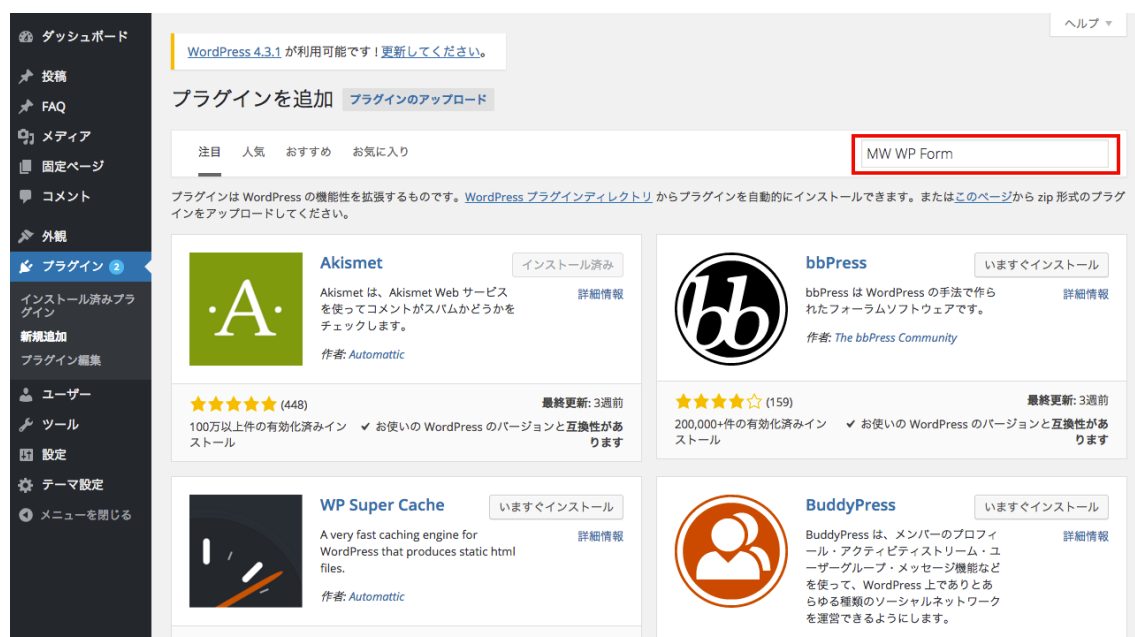 ダッシュボード
投稿
FAQ
メディア
固定ページ
コメント
外観
プラグイン 2
インストール済みプラ
グイン
新規追加
プラグイン編集
ユーザー
ツール
設定
テーマ設定
メニューを閉じる
ヘルプ
WordPress 4.3.1 が利用可能です ! 更新してください。
プラグインを追加 プラグインのアップロード
注目 人気 おすすめ お気に入り
MW WP Form
プラグインは WordPress の機能性を拡張するものです。WordPress プラグインディレクトリ からプラグインを自動的にインストールできます。またはこのページから zip 形式のプラグ
インをアップロードしてください。
Akismet インストール済み
Akismet は、Akismet Web サービス 詳細情報
を使ってコメントがスパムかどうかを
チェックします。
作者: Automattic
(448) 最終更新: 3週前
100万以上件の有効化済みイン ✔ お使いの WordPress のバージョンと互換性があ
ストール ります
bbPress いますぐインストール
bbPress は WordPress の手法で作ら 詳細情報
れたフォーラムソフトウェアです。
作者: The bbPress Community
(159) 最終更新: 3週前
200,000+件の有効化済みイン ✔ お使いの WordPress のバージョンと互換性があ
ストール ります
WP Super Cache いますぐインストール
A very fast caching engine for 詳細情報
WordPress that produces static html
files.
作者: Automattic
BuddyPress いますぐインストール
BuddyPress は、メンバーのプロフィ 詳細情報
ール・アクティビティストリーム・ユ
ーザーグループ・メッセージ機能など
を使って、WordPress 上でありとあ
らゆる種類のソーシャルネットワーク
を運営できるようにします。